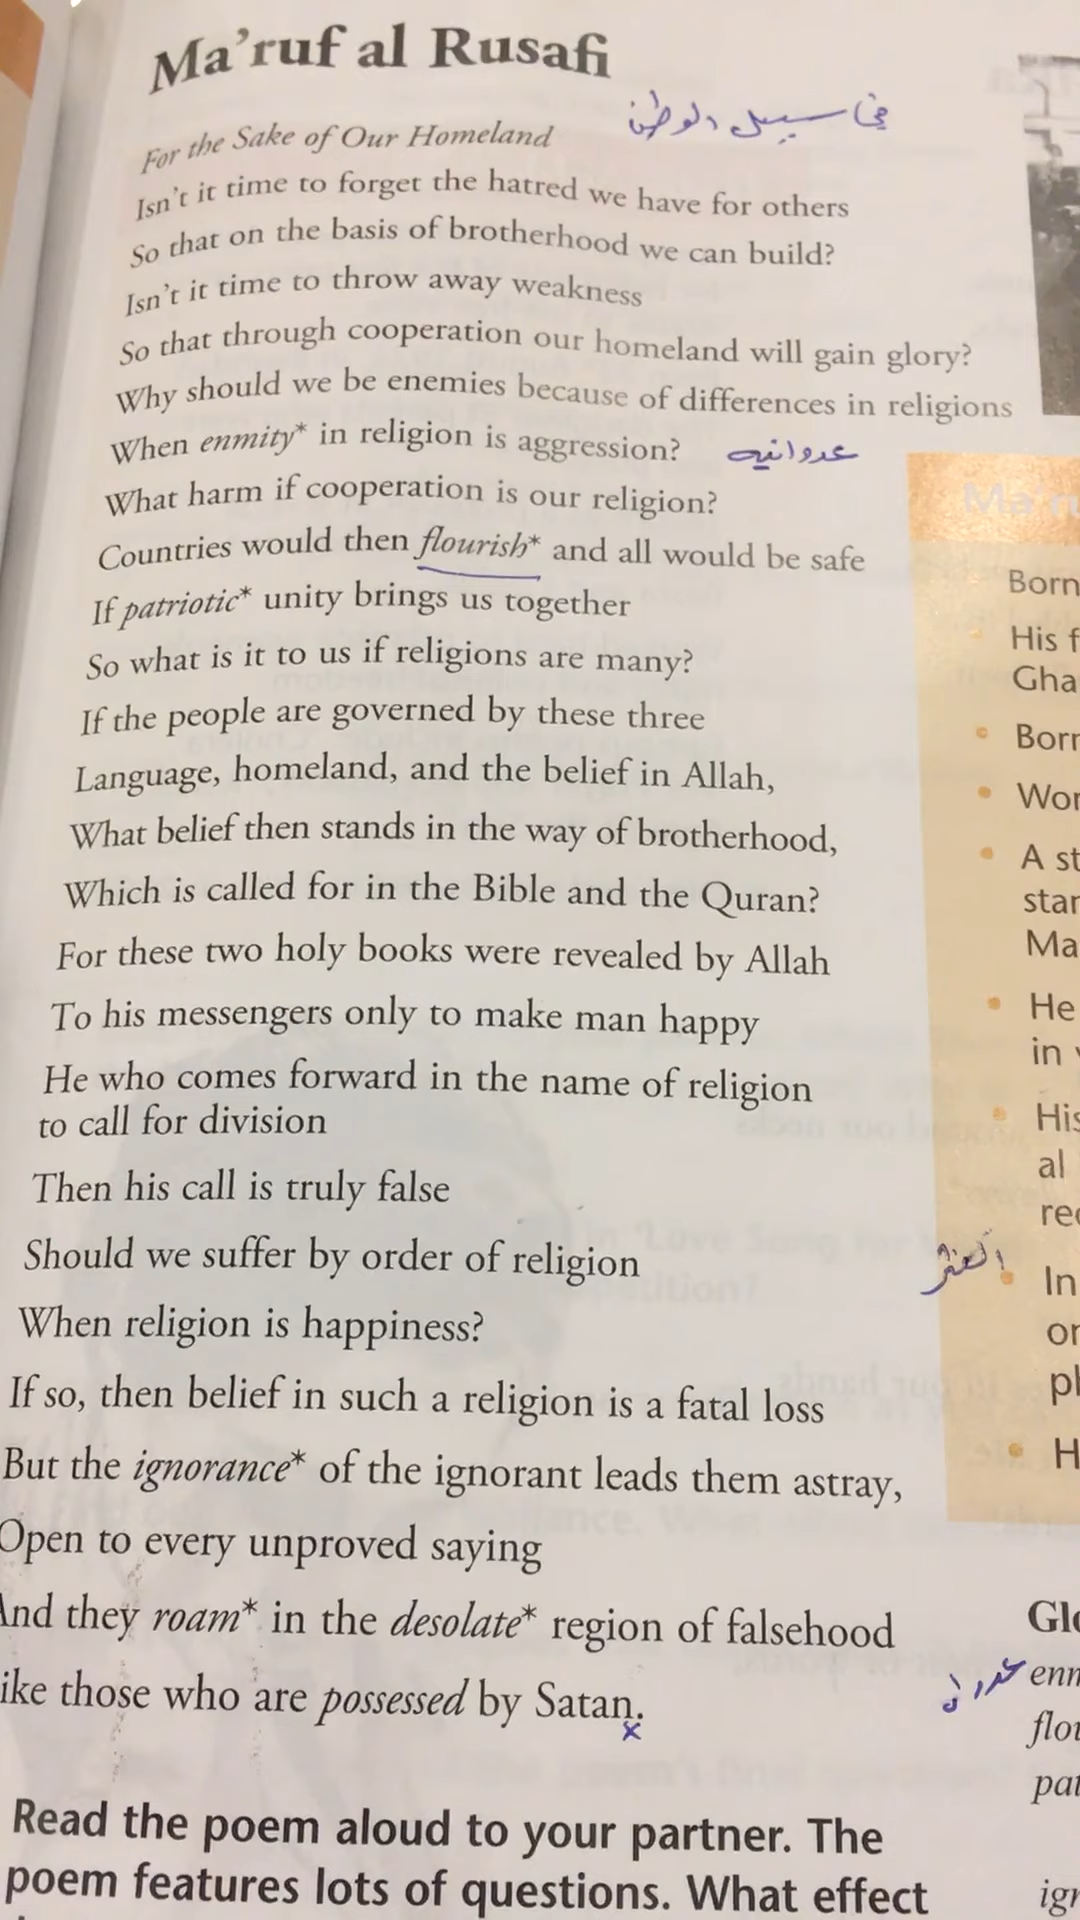 Ma'ruf al Rusafi
في سبيل الوطن
For the Sake of Our Homeland
Isn't it time to forget the hatred we have for others
So that on the basis of brotherhood we can build?
Isn't it time to throw away weakness
So that through cooperation our homeland will gain glory?
Why should we be enemies because of differences in religions
When enmity* in religion is aggression?
عدوانيه
What harm if cooperation is our religion?
Countries would then flourish* and all would be safe
If patriotic* unity brings us together
So what is it to us if religions are many?
If the people are governed by these three
Language, homeland, and the belief in Allah,
What belief then stands in the way of brotherhood,
Which is called for in the Bible and the Quran?
For these two holy books were revealed by Allah
To his messengers only to make man happy
He who comes forward in the name of religion
to call for division
Then his call is truly false
Should we suffer by order of religion
When religion is happiness?
If so, then belief in such a religion is a fatal loss
But the ignorance* of the ignorant leads them astray,
Open to every unproved saying
And they roam* in the desolate* region of falsehood
ike those who are possessed by Satan.
x
Read the poem aloud to your partner. The
poem features lots of questions. What effect
Ma'ru
Born
His f
Gha
Born
Wor
A st
star
Ma
He
in
His
al
rec
In
or
pl
H
Glo
enm
flou
pat
ign